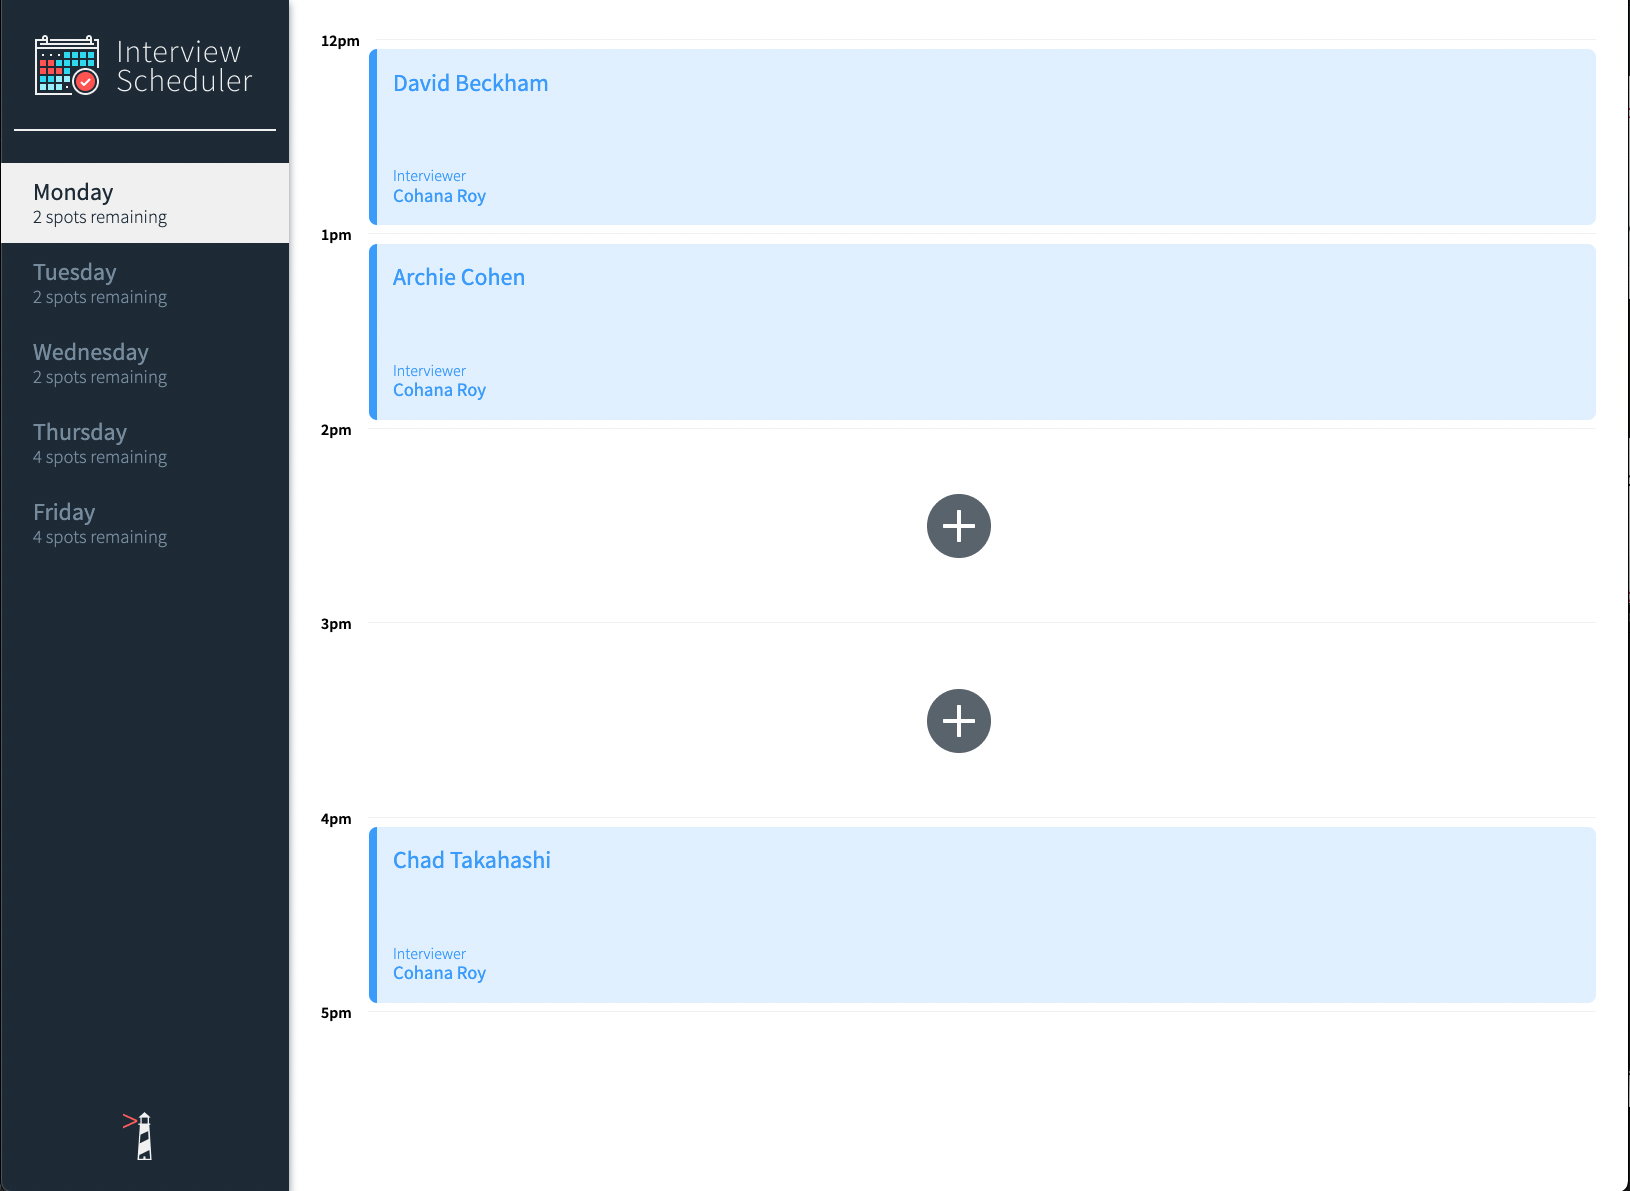 Interview
Scheduler
Monday
2 spots remaining
Tuesday
2 spots remaining
Wednesday
2 spots remaining
Thursday
4 spots remaining
Friday
4 spots remaining
12pm
David Beckham
Interviewer
Cohana Roy
1pm
Archie Cohen
Interviewer
Cohana Roy
2pm
3pm
4pm
Chad Takahashi
Interviewer
Cohana Roy
5pm